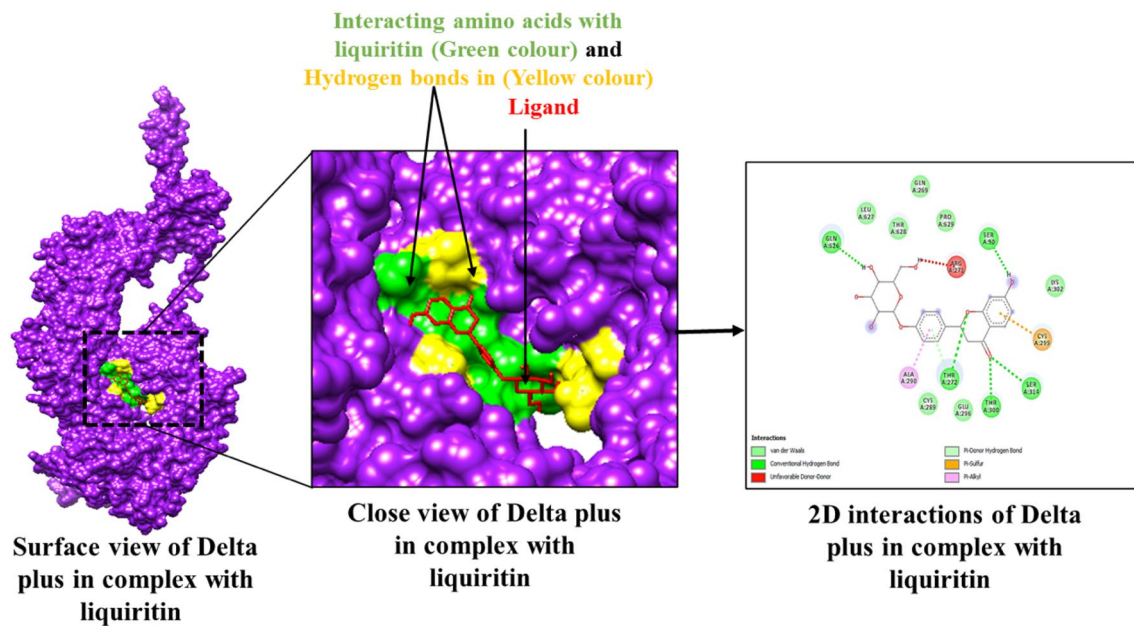 Interacting amino acids with
liquiritin (Green colour) and
Hydrogen bonds in (Yellow colour)
Ligand
GLN
A:269
LEU
A:627
THR
A:628
PRO
A:629
GLN
A:626
SER
A:50
ARG
A:271
LYS
A:302
CYS
ALA
A:290
THR
A:272
SER
A:314
CYS
A:289
GLU
A:298
THR
A:300
H
H
H
O
Interactions
van der Waals
Conventional Hydrogen Bond
Unfavorable Donor-Donor
Pi-Donor Hydrogen Bond
Pi-Sulfur
Pi-Alkyl
Surface view of Delta
plus in complex with
liquiritin
Close view of Delta plus
in complex with
liquiritin
2D interactions of Delta
plus in complex with
liquiritin